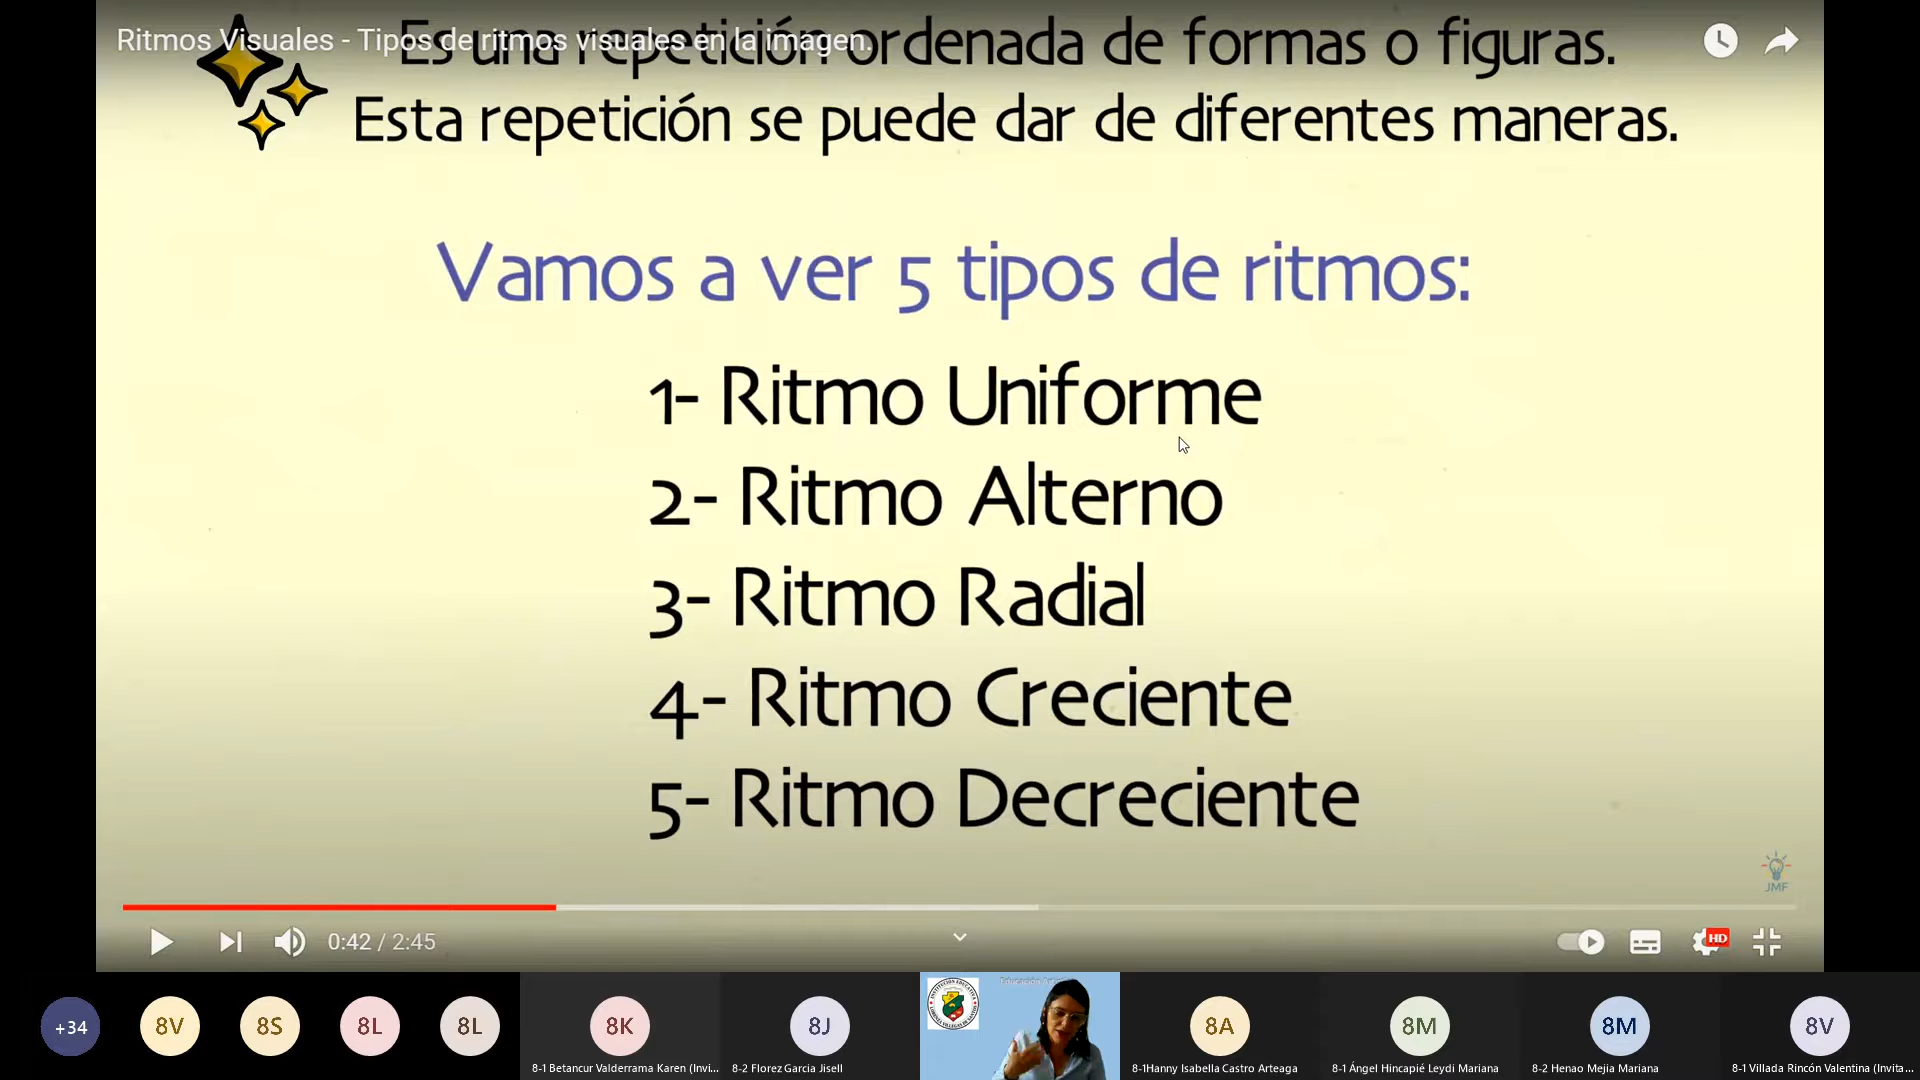 Ritmos Visuales - Tipos de ritmos visuales en la imagen.
Es una repetición ordenada de formas o figuras.
Esta repetición se puede dar de diferentes maneras.
Vamos a ver 5 tipos de ritmos:
1- Ritmo Uniforme
2- Ritmo Alterno
3- Ritmo Radial
4- Ritmo Creciente
5- Ritmo Decreciente
JMF
0:42 / 2:45
HD
+34
8V
8S
8L
8L
8K
8J
8A
8M
8M
8V
8-1 Betancur Valderrama Karen (Invi...
8-2 Florez Garcia Jisell
8-1Hanny Isabella Castro Arteaga
8-1 Ángel Hincapié Leydi Mariana
8-2 Henao Mejia Mariana
8-1 Villada Rincón Valentina (Invita...